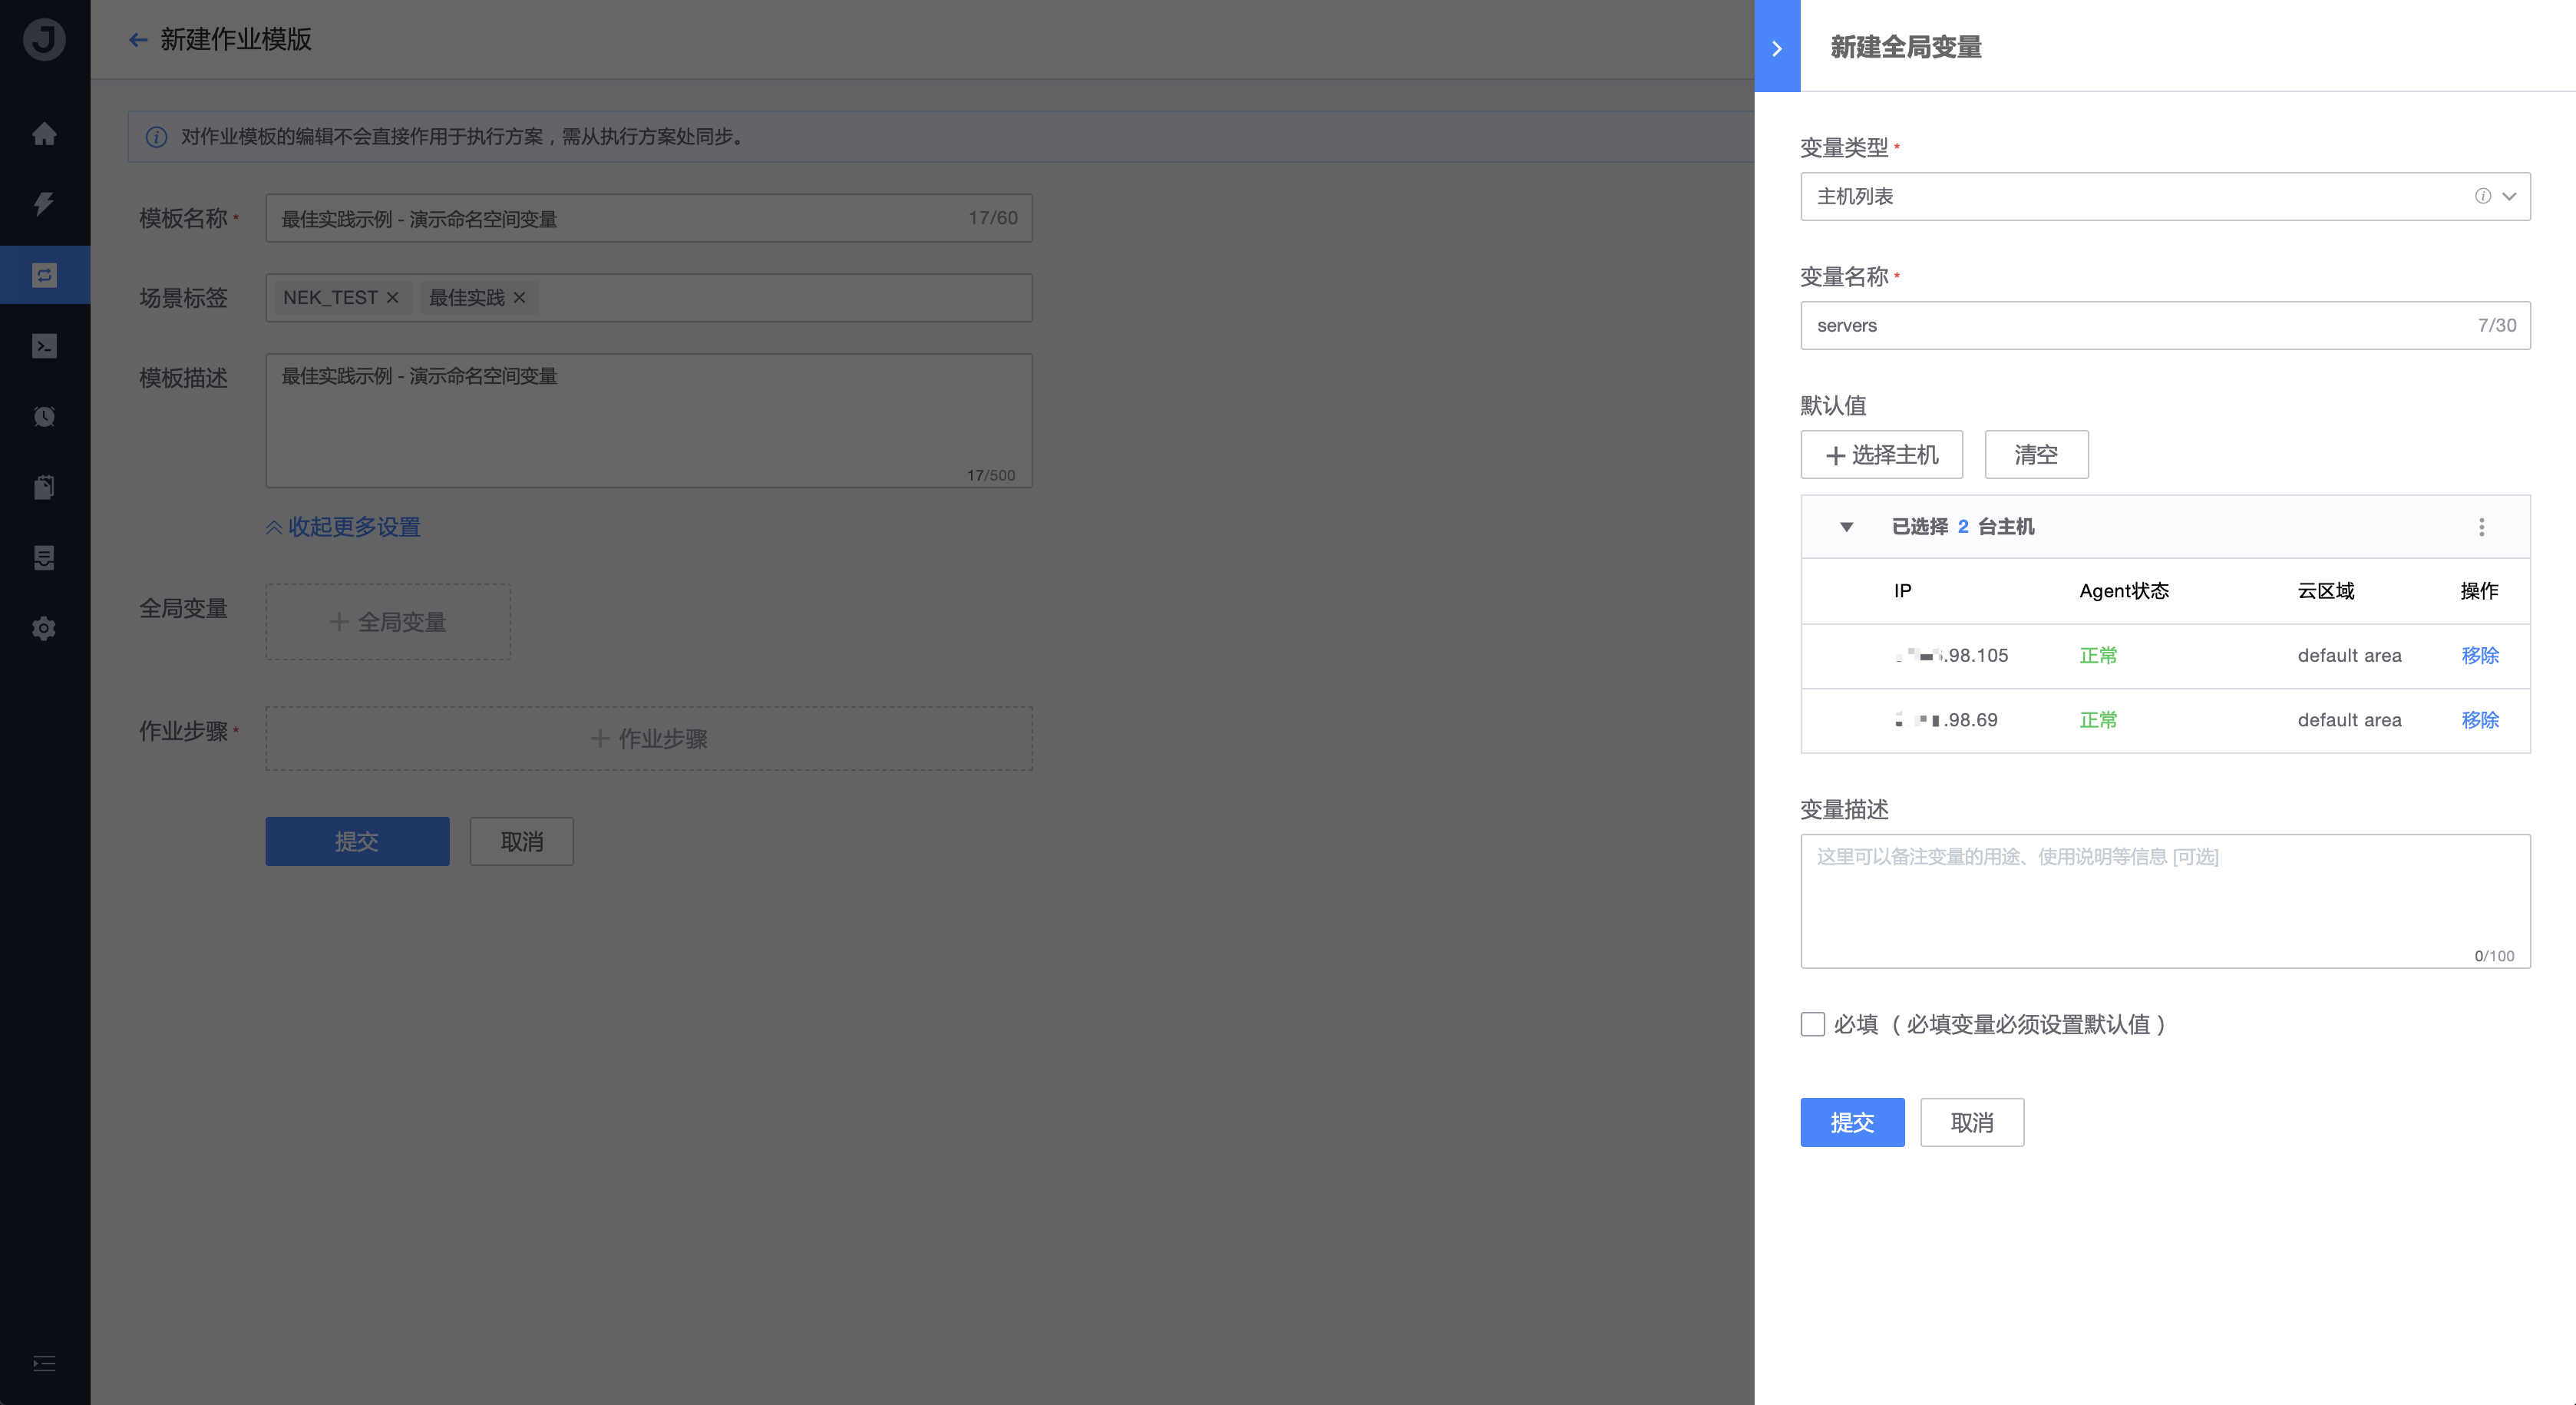 J
新建作业模版
对作业模板的编辑不会直接作用于执行方案，需从执行方案处同步。
模板名称 *
最佳实践示例 - 演示命名空间变量
17/60
场景标签
NEK_TEST × 最佳实践 ×
模板描述
最佳实践示例 - 演示命名空间变量
17/500
收起更多设置
全局变量
+ 全局变量
作业步骤 *
+ 作业步骤
提交 取消
新建全局变量
变量类型 *
主机列表
变量名称 *
servers 7/30
默认值
+ 选择主机 清空
已选择 2 台主机
IP Agent状态 云区域 操作
.98.105 正常 default area 移除
.98.69 正常 default area 移除
变量描述
这里可以备注变量的用途、使用说明等信息 [可选]
0/100
必填 （ 必填变量必须设置默认值 ）
提交 取消